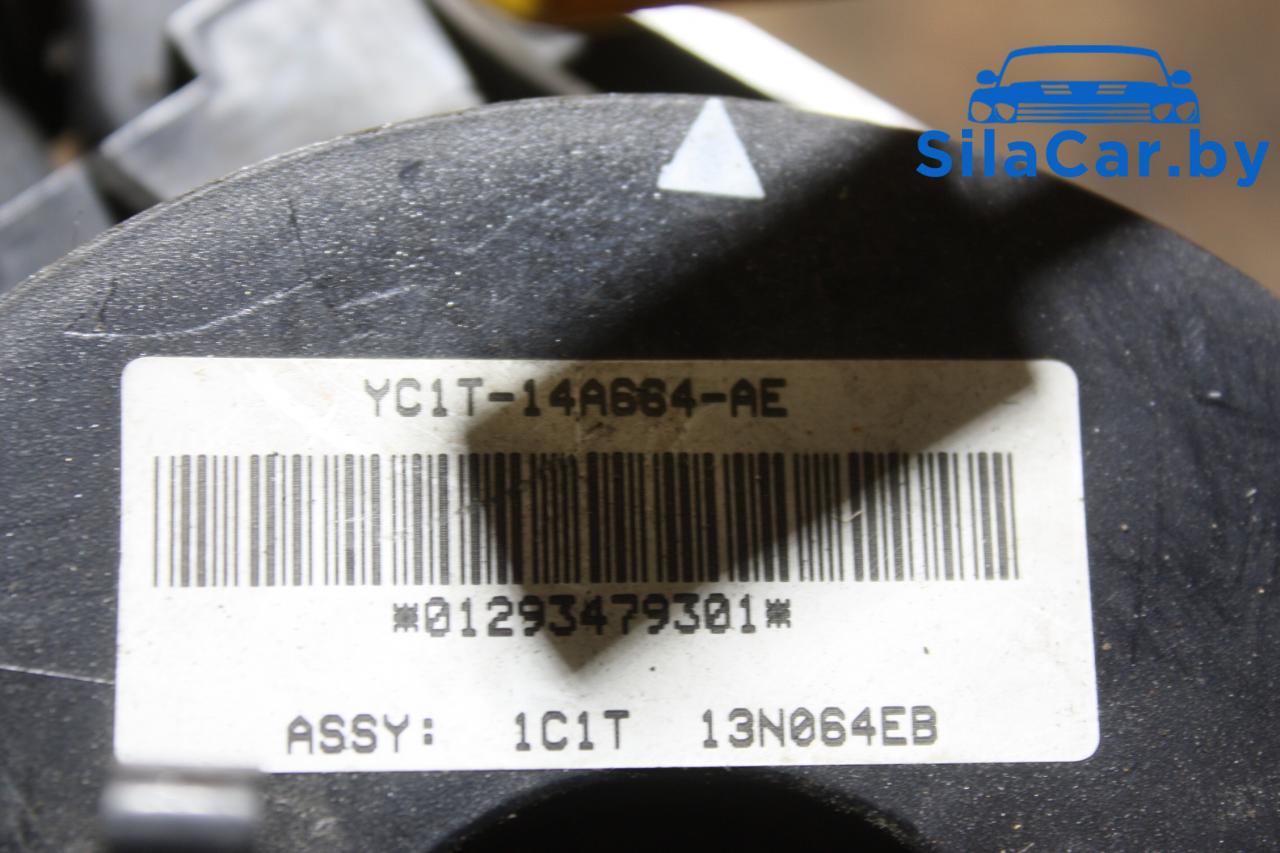 SilaCar.by
YC1T-14A664-AE
*01293479301*
ASSY: 1C1T 13N064EB